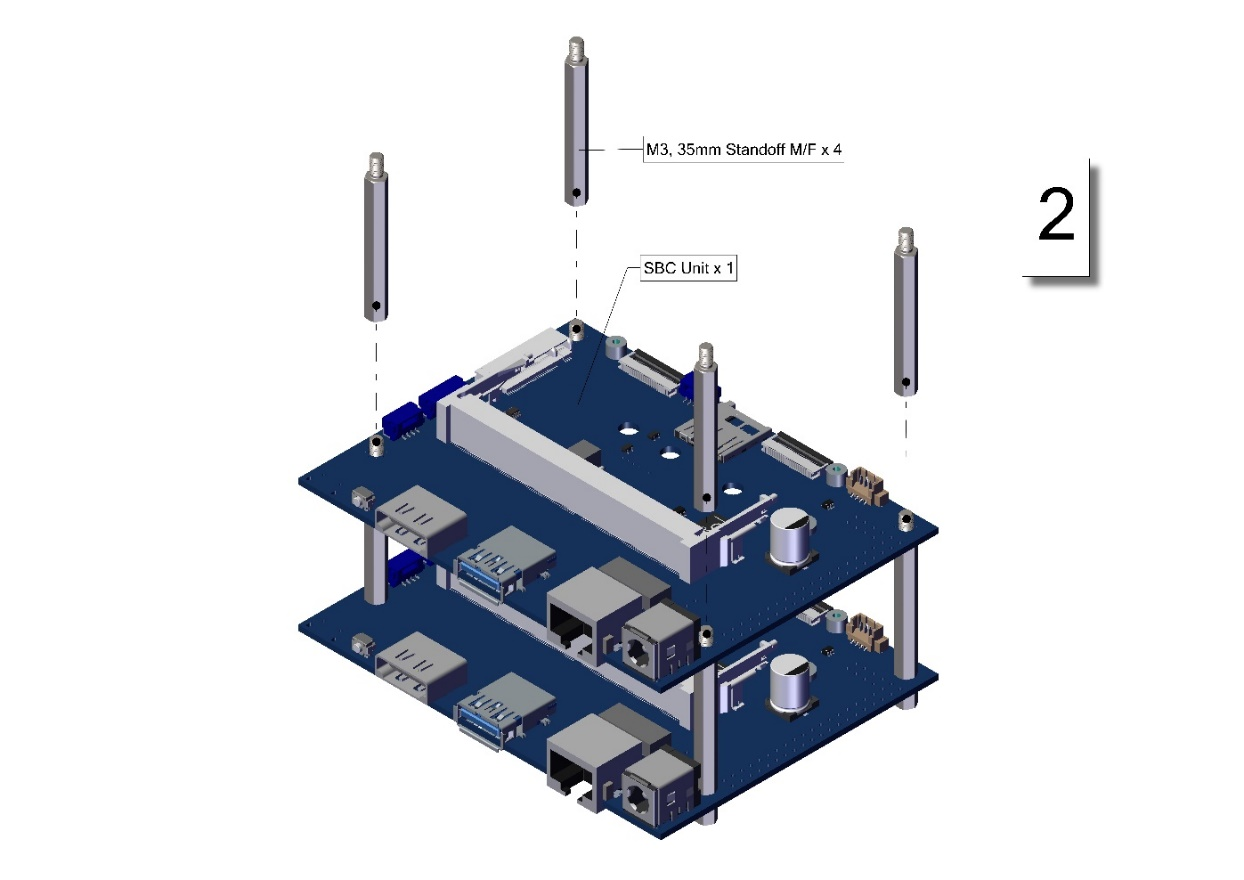 M3, 35mm Standoff M/F x 4
2
SBC Unit x 1